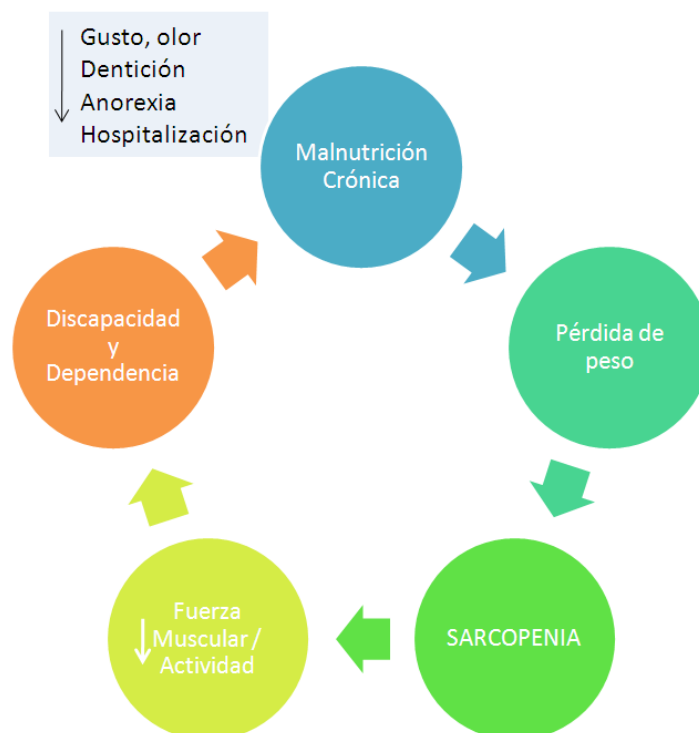 Gusto, olor
Dentición
Anorexia
Hospitalización
Malnutrición
Crónica
Pérdida de
peso
SARCOPENIA
Fuerza
Muscular /
Actividad
Discapacidad
y
Dependencia